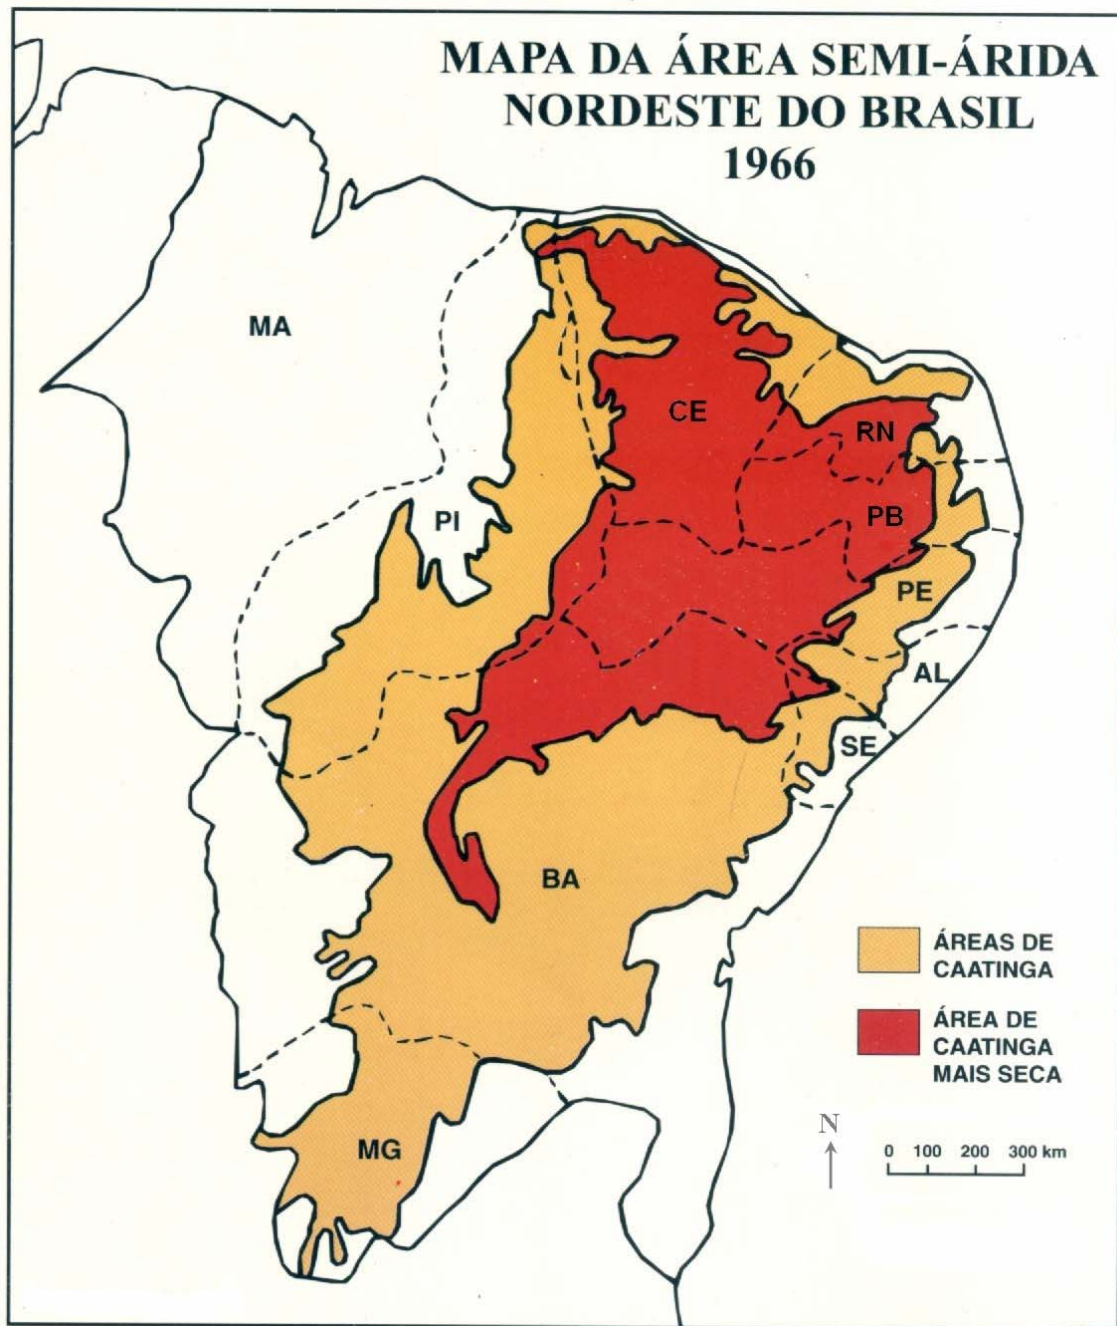 MAPA DA ÁREA SEMI-ÁRIDA
NORDESTE DO BRASIL
1966
MA
CE
RN
PI
PB
PE
AL
SE
BA
ÁREAS DE
CAATINGA
ÁREA DE
CAATINGA
MAIS SECA
N
0 100 200 300 km
MG